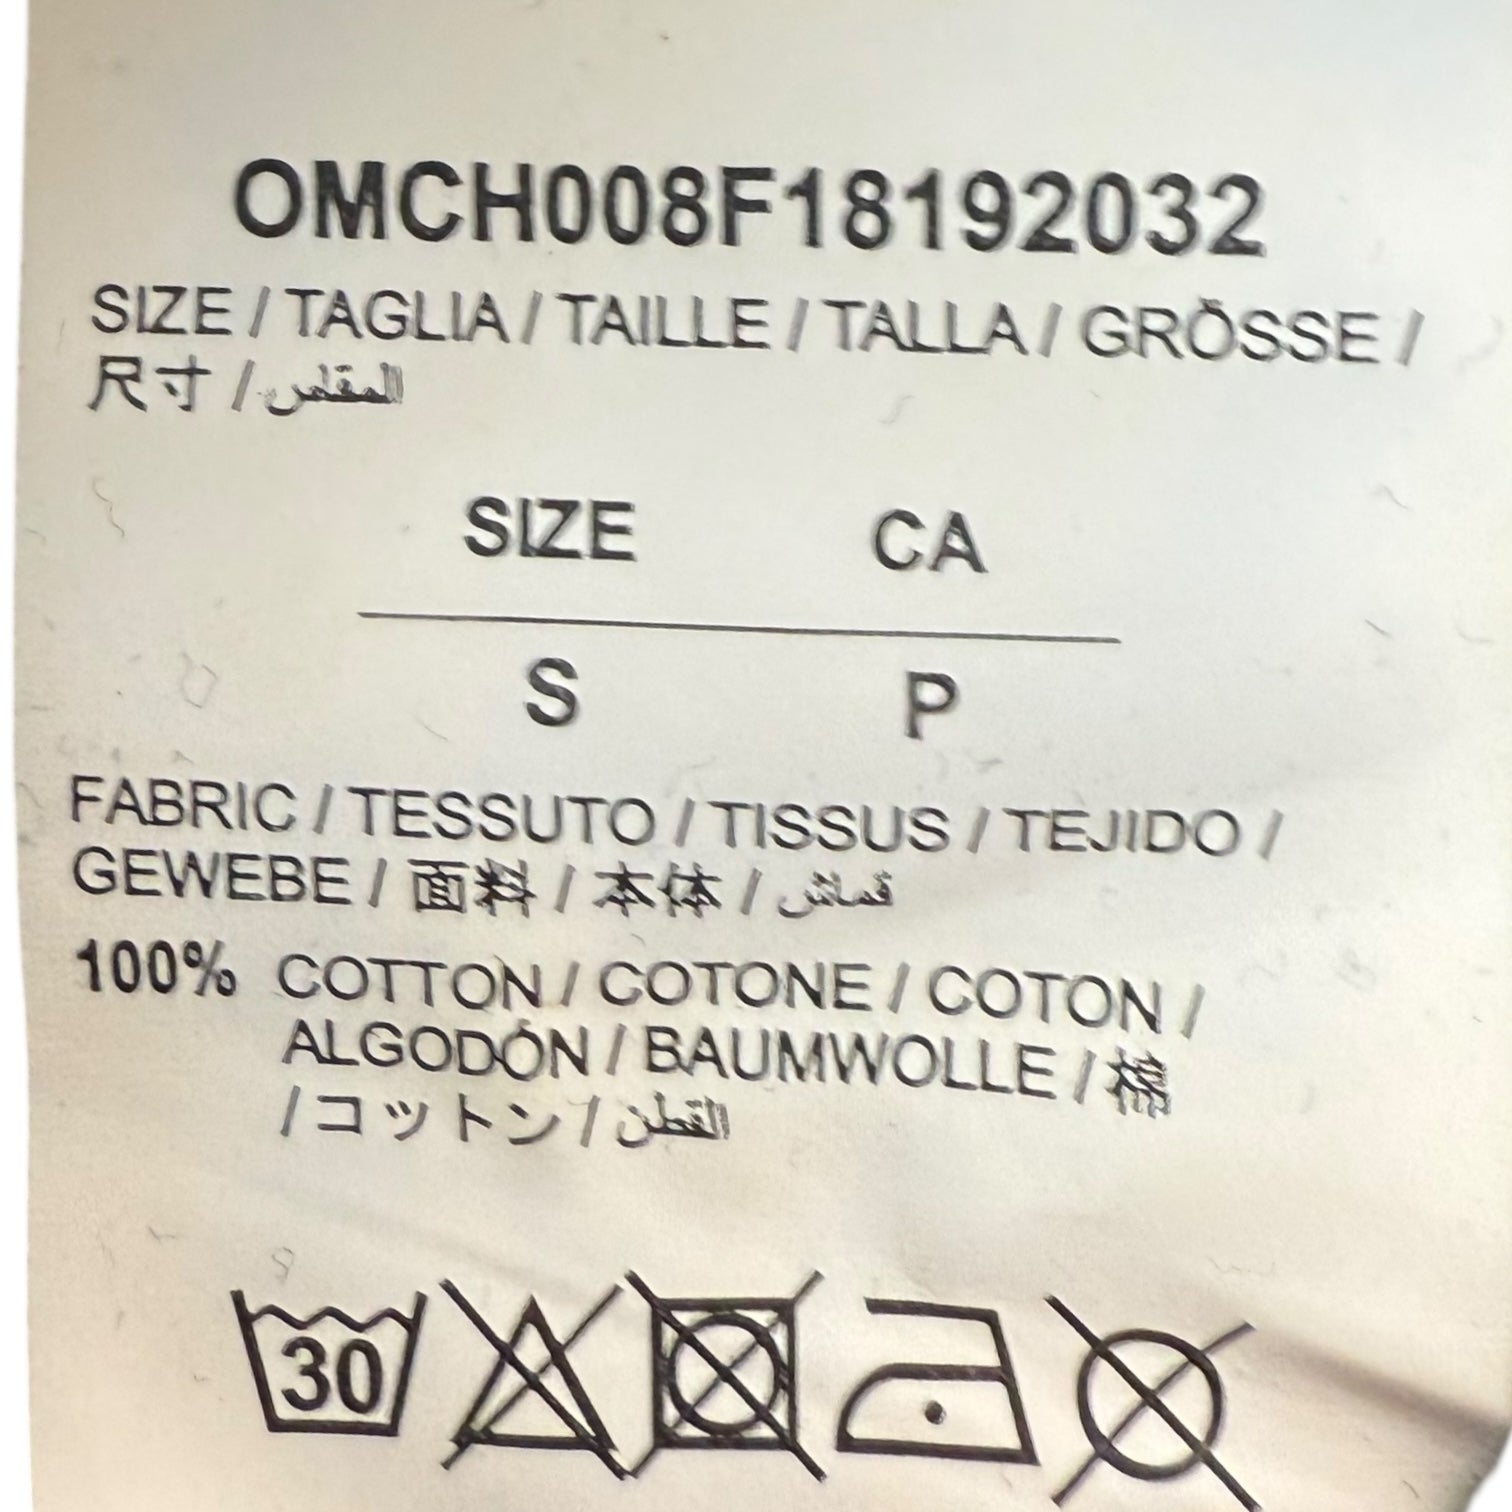 OMCH008F18192032
SIZE / TAGLIA / TAILLE / TALLA / GRÖSSE /
尺寸 / المقاس
SIZE CA
S P
FABRIC / TESSUTO / TISSUS / TEJIDO /
GEWEBE / 面料 / 本体 / قماش
100% COTTON / COTONE / COTON /
ALGODÓN / BAUMWOLLE / 棉
/ コットン / القطن
30